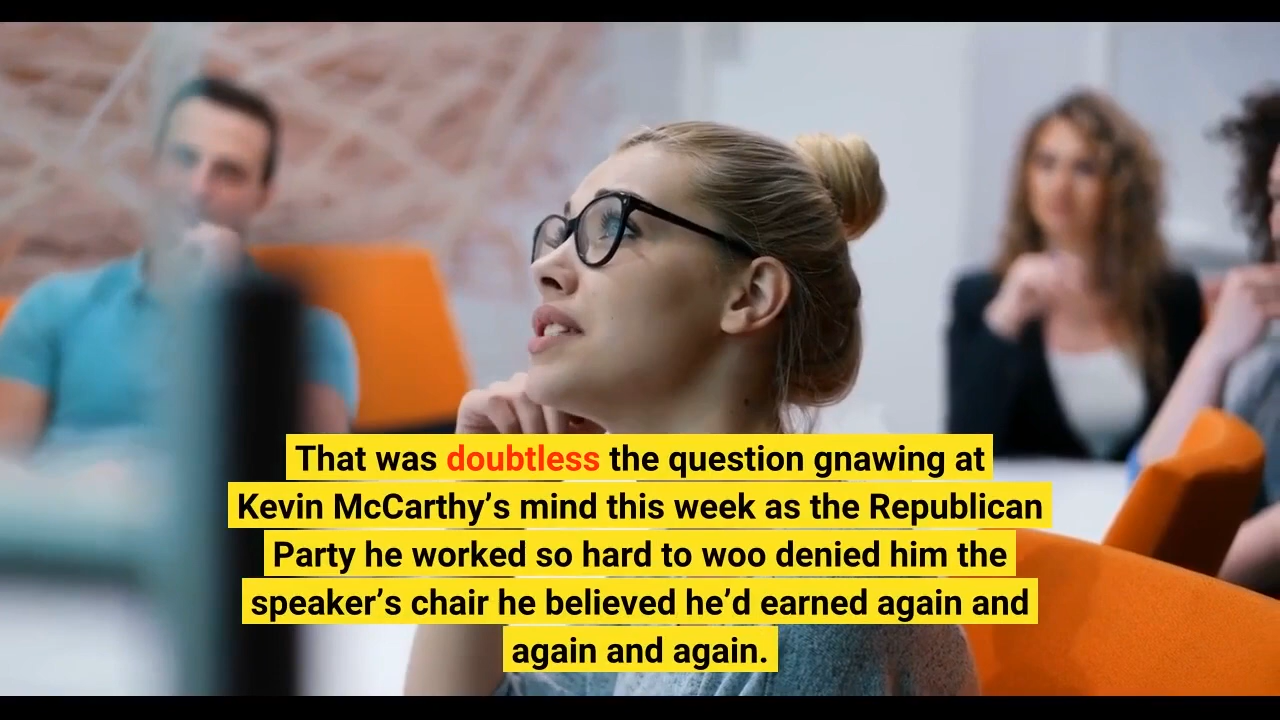 That was doubtless the question gnawing at
Kevin McCarthy’s mind this week as the Republican
Party he worked so hard to woo denied him the
speaker’s chair he believed he’d earned again and
again and again.